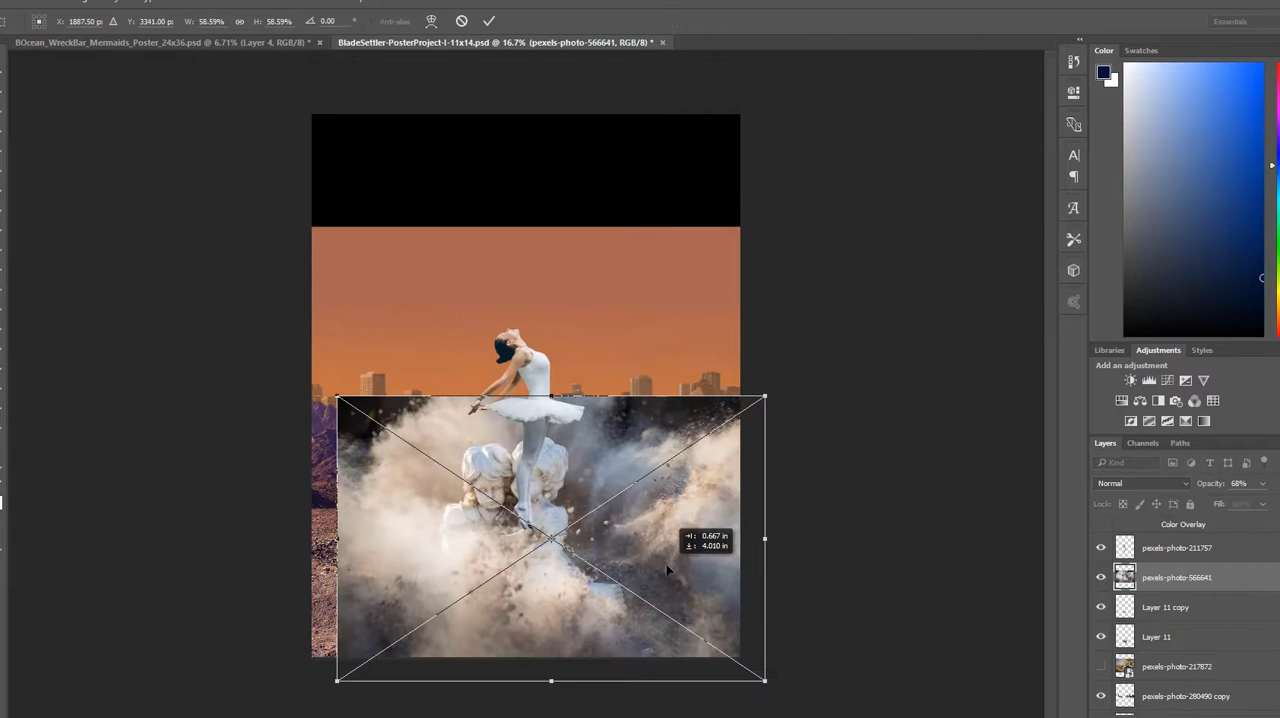 X: 1887.50 p: Y: 3341.00 px W: 58.59% H: 58.59% 0.00 ° Anti-alias Essentials
BOcean_WreckBar_Mermaids_Poster_24x36.psd @ 6.71% (Layer 4, RGB/8) * × BladeSettler-PosterProject-I-11x14.psd @ 16.7% (pexels-photo-566641, RGB/8) * ×
Color Swatches
Libraries Adjustments Styles
Add an adjustment
Layers Channels Paths
Kind
Normal Opacity: 68%
Lock: Fill:
Color Overlay
pexels-photo-211757
pexels-photo-566641
Layer 11 copy
Layer 11
pexels-photo-217872
pexels-photo-280490 copy
0.667 in
4.010 in